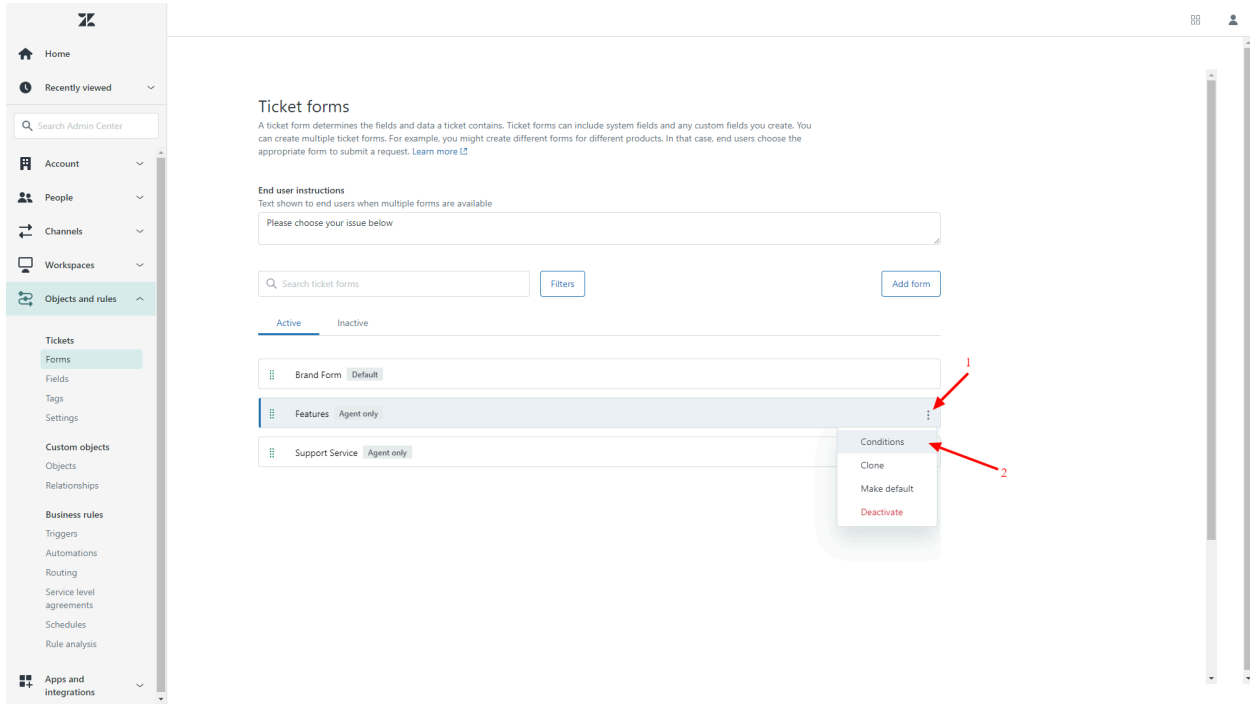 Home
Recently viewed
Search Admin Center
Account
People
Channels
Workspaces
Objects and rules
Tickets
Forms
Fields
Tags
Settings
Custom objects
Objects
Relationships
Business rules
Triggers
Automations
Routing
Service level
agreements
Schedules
Rule analysis
Apps and
integrations
Ticket forms
A ticket form determines the fields and data a ticket contains. Ticket forms can include system fields and any custom fields you create. You
can create multiple ticket forms. For example, you might create different forms for different products. In that case, end users choose the
appropriate form to submit a request. Learn more
End user instructions
Text shown to end users when multiple forms are available
Please choose your issue below
Search ticket forms
Filters
Add form
Active
Inactive
Brand Form Default
1
Features Agent only
Support Service Agent only
Conditions
Clone
2
Make default
Deactivate